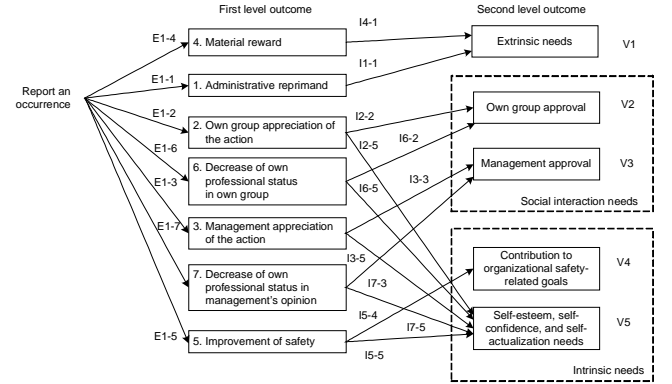 First level outcome
Second level outcome
I4-1
E1-4
4. Material reward
Extrinsic needs
V1
I1-1
Report an
occurrence
E1-1
1. Administrative reprimand
E1-2
2. Own group appreciation of
the action
I2-2
Own group approval
V2
I2-5
I6-2
E1-6
6. Decrease of own
professional status
in own group
I3-3
Management approval
V3
E1-3
I6-5
Social interaction needs
E1-7
3. Management appreciation
of the action
I3-5
Contribution to
organizational safety-
related goals
V4
7. Decrease of own
professional status in
management's opinion
I7-3
I5-4
I7-5
Self-esteem, self-
confidence, and self-
actualization needs
V5
E1-5
5. Improvement of safety
I5-5
Intrinsic needs